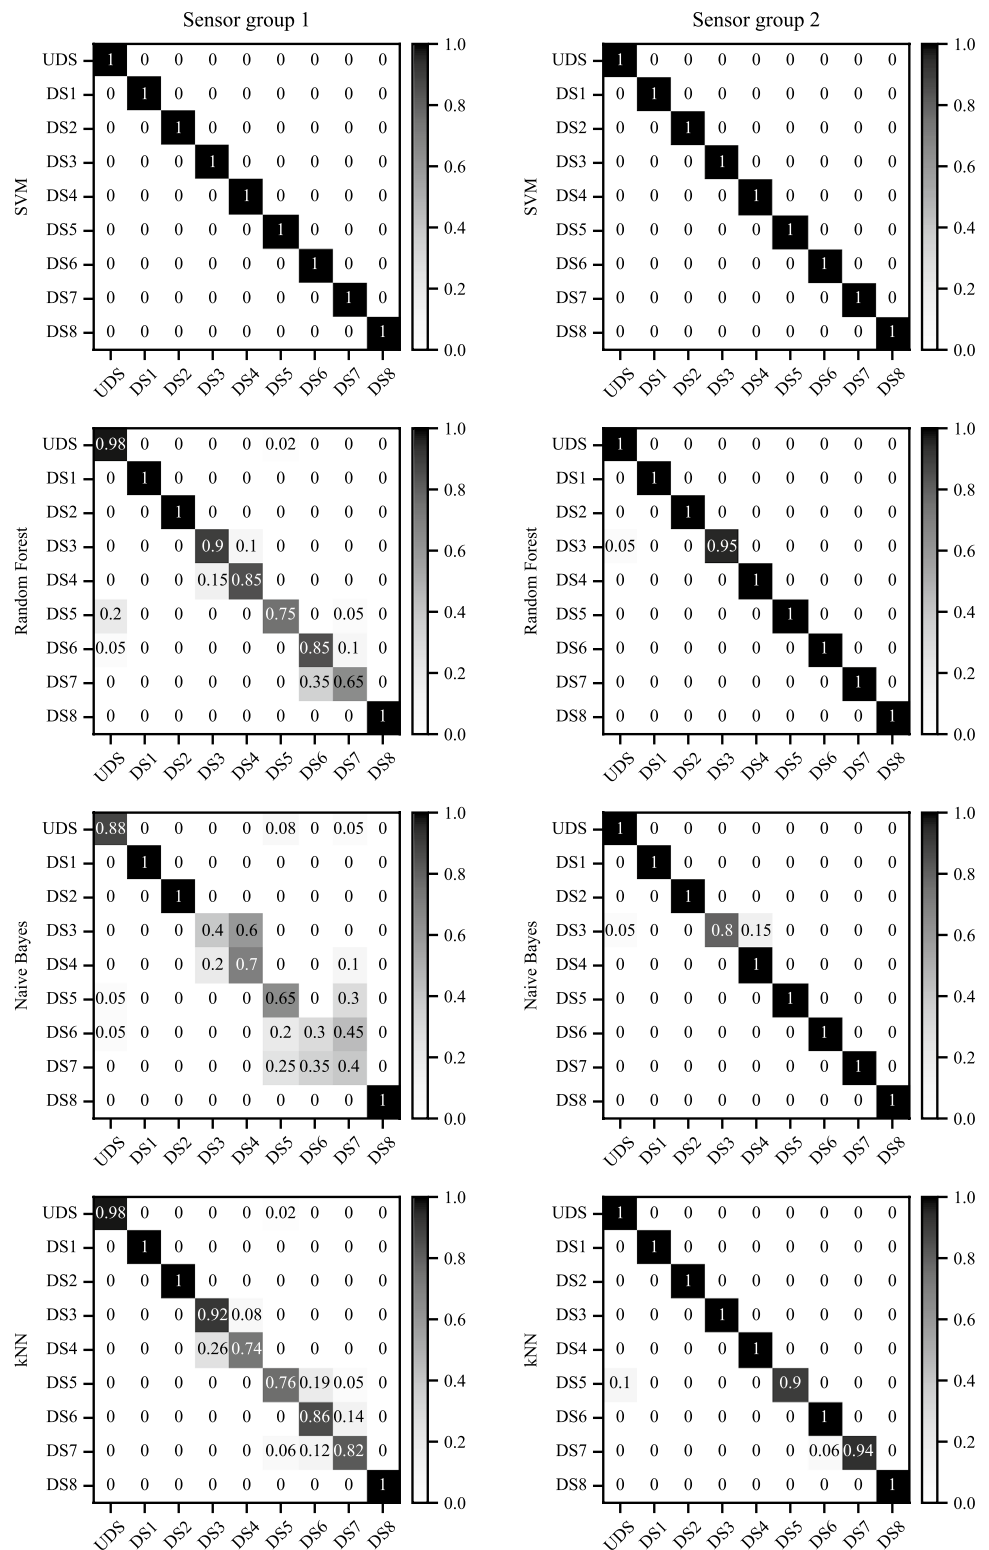 Sensor group 1 Sensor group 2
UDS 1 0 0 0 0 0 0 0 0 1.0 UDS 1 0 0 0 0 0 0 0 0 1.0
DS1 0 1 0 0 0 0 0 0 0 DS1 0 1 0 0 0 0 0 0 0
0.8 0.8
DS2 0 0 1 0 0 0 0 0 0 DS2 0 0 1 0 0 0 0 0 0
DS3 0 0 0 1 0 0 0 0 0 0.6 DS3 0 0 0 1 0 0 0 0 0 0.6
SVM DS4 0 0 0 0 1 0 0 0 0 SVM DS4 0 0 0 0 1 0 0 0 0
DS5 0 0 0 0 0 1 0 0 0 0.4 DS5 0 0 0 0 0 1 0 0 0 0.4
DS6 0 0 0 0 0 0 1 0 0 DS6 0 0 0 0 0 0 1 0 0
0.2 0.2
DS7 0 0 0 0 0 0 0 1 0 DS7 0 0 0 0 0 0 0 1 0
DS8 0 0 0 0 0 0 0 0 1 0.0 DS8 0 0 0 0 0 0 0 0 1 0.0
UDS DS1 DS2 DS3 DS4 DS5 DS6 DS7 DS8 UDS DS1 DS2 DS3 DS4 DS5 DS6 DS7 DS8
UDS 0.98 0 0 0 0 0.02 0 0 0 1.0 UDS 1 0 0 0 0 0 0 0 0 1.0
DS1 0 1 0 0 0 0 0 0 0 DS1 0 1 0 0 0 0 0 0 0
0.8 0.8
DS2 0 0 1 0 0 0 0 0 0 DS2 0 0 1 0 0 0 0 0 0
DS3 0 0 0 0.9 0.1 0 0 0 0 0.6 DS3 0.05 0 0 0.95 0 0 0 0 0 0.6
Random Forest DS4 0 0 0 0.15 0.85 0 0 0 0 Random Forest DS4 0 0 0 0 1 0 0 0 0
DS5 0.2 0 0 0 0 0.75 0 0.05 0 0.4 DS5 0 0 0 0 0 1 0 0 0 0.4
DS6 0.05 0 0 0 0 0 0.85 0.1 0 DS6 0 0 0 0 0 0 1 0 0
0.2 0.2
DS7 0 0 0 0 0 0 0.35 0.65 0 DS7 0 0 0 0 0 0 0 1 0
DS8 0 0 0 0 0 0 0 0 1 0.0 DS8 0 0 0 0 0 0 0 0 1 0.0
UDS DS1 DS2 DS3 DS4 DS5 DS6 DS7 DS8 UDS DS1 DS2 DS3 DS4 DS5 DS6 DS7 DS8
UDS 0.88 0 0 0 0 0.08 0 0.05 0 1.0 UDS 1 0 0 0 0 0 0 0 0 1.0
DS1 0 1 0 0 0 0 0 0 0 DS1 0 1 0 0 0 0 0 0 0
0.8 0.8
DS2 0 0 1 0 0 0 0 0 0 DS2 0 0 1 0 0 0 0 0 0
DS3 0 0 0 0.4 0.6 0 0 0 0 0.6 DS3 0.05 0 0 0.8 0.15 0 0 0 0 0.6
Naive Bayes DS4 0 0 0 0.2 0.7 0 0 0.1 0 Naive Bayes DS4 0 0 0 0 1 0 0 0 0
DS5 0.05 0 0 0 0 0.65 0 0.3 0 0.4 DS5 0 0 0 0 0 1 0 0 0 0.4
DS6 0.05 0 0 0 0 0.2 0.3 0.45 0 DS6 0 0 0 0 0 0 1 0 0
0.2 0.2
DS7 0 0 0 0 0 0.25 0.35 0.4 0 DS7 0 0 0 0 0 0 0 1 0
DS8 0 0 0 0 0 0 0 0 1 0.0 DS8 0 0 0 0 0 0 0 0 1 0.0
UDS DS1 DS2 DS3 DS4 DS5 DS6 DS7 DS8 UDS DS1 DS2 DS3 DS4 DS5 DS6 DS7 DS8
UDS 0.98 0 0 0 0 0.02 0 0 0 1.0 UDS 1 0 0 0 0 0 0 0 0 1.0
DS1 0 1 0 0 0 0 0 0 0 DS1 0 1 0 0 0 0 0 0 0
0.8 0.8
DS2 0 0 1 0 0 0 0 0 0 DS2 0 0 1 0 0 0 0 0 0
DS3 0 0 0 0.92 0.08 0 0 0 0 0.6 DS3 0 0 0 1 0 0 0 0 0 0.6
kNN DS4 0 0 0 0.26 0.74 0 0 0 0 kNN DS4 0 0 0 0 1 0 0 0 0
DS5 0 0 0 0 0 0.76 0.19 0.05 0 0.4 DS5 0.1 0 0 0 0 0.9 0 0 0 0.4
DS6 0 0 0 0 0 0 0.86 0.14 0 DS6 0 0 0 0 0 0 1 0 0
0.2 0.2
DS7 0 0 0 0 0 0.06 0.12 0.82 0 DS7 0 0 0 0 0 0 0.06 0.94 0
DS8 0 0 0 0 0 0 0 0 1 0.0 DS8 0 0 0 0 0 0 0 0 1 0.0
UDS DS1 DS2 DS3 DS4 DS5 DS6 DS7 DS8 UDS DS1 DS2 DS3 DS4 DS5 DS6 DS7 DS8